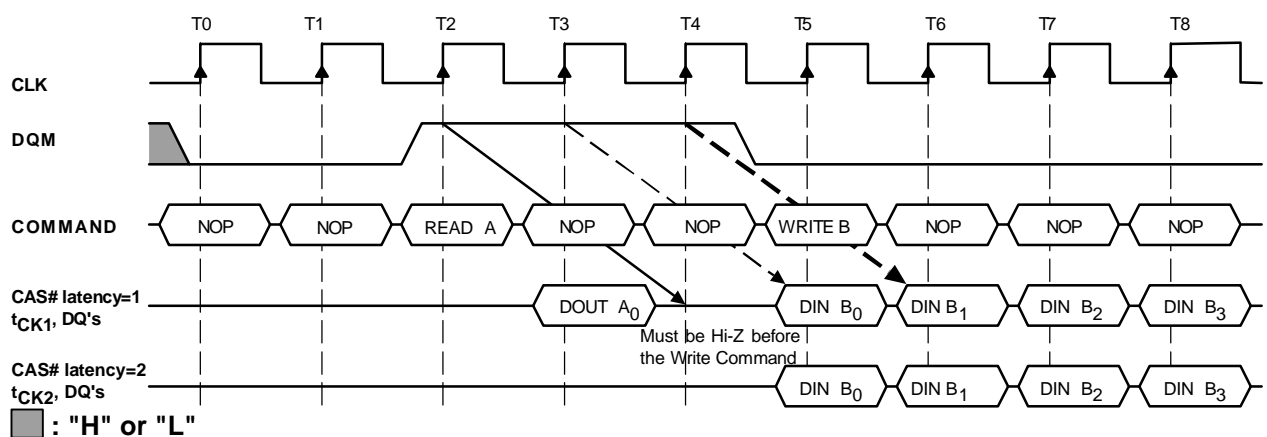 T0 T1 T2 T3 T4 T5 T6 T7 T8
CLK
DQM
COMMAND NOP NOP READ A NOP NOP WRITE B NOP NOP NOP
CAS# latency=1
tCK1, DQ's
DOUT A0 DIN B0 DIN B1 DIN B2 DIN B3
Must be Hi-Z before
the Write Command
CAS# latency=2
tCK2, DQ's
DIN B0 DIN B1 DIN B2 DIN B3
: "H" or "L"